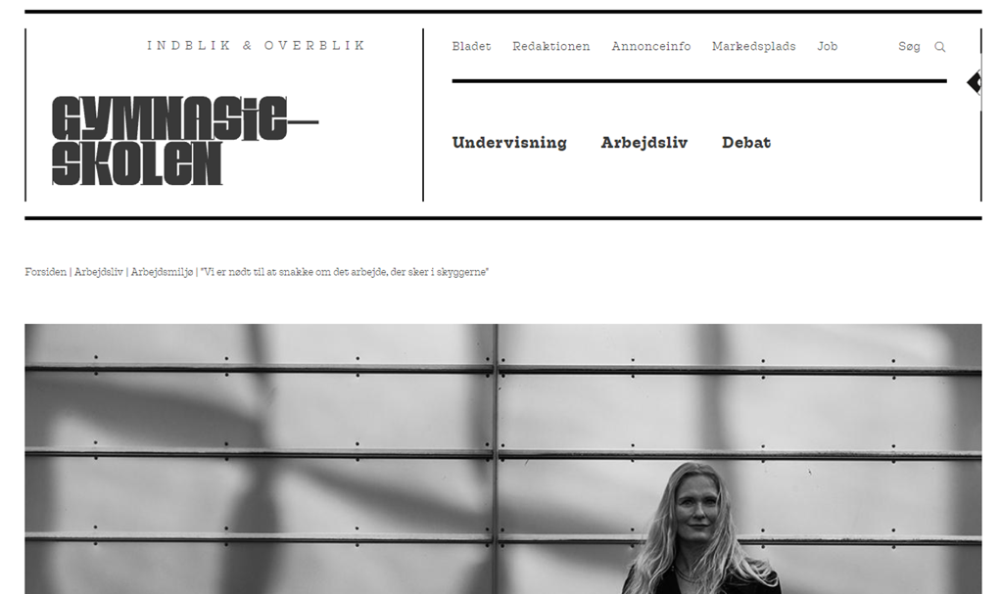 INDBLIK & OVERBLIK
GYMNASIE—
SKOLEN
Bladet Redaktionen Annonceinfo Markedsplads Job Søg
Undervisning Arbejdsliv Debat
Forsiden | Arbejdsliv | Arbejdsmiljø | "Vi er nødt til at snakke om det arbejde, der sker i skyggerne"